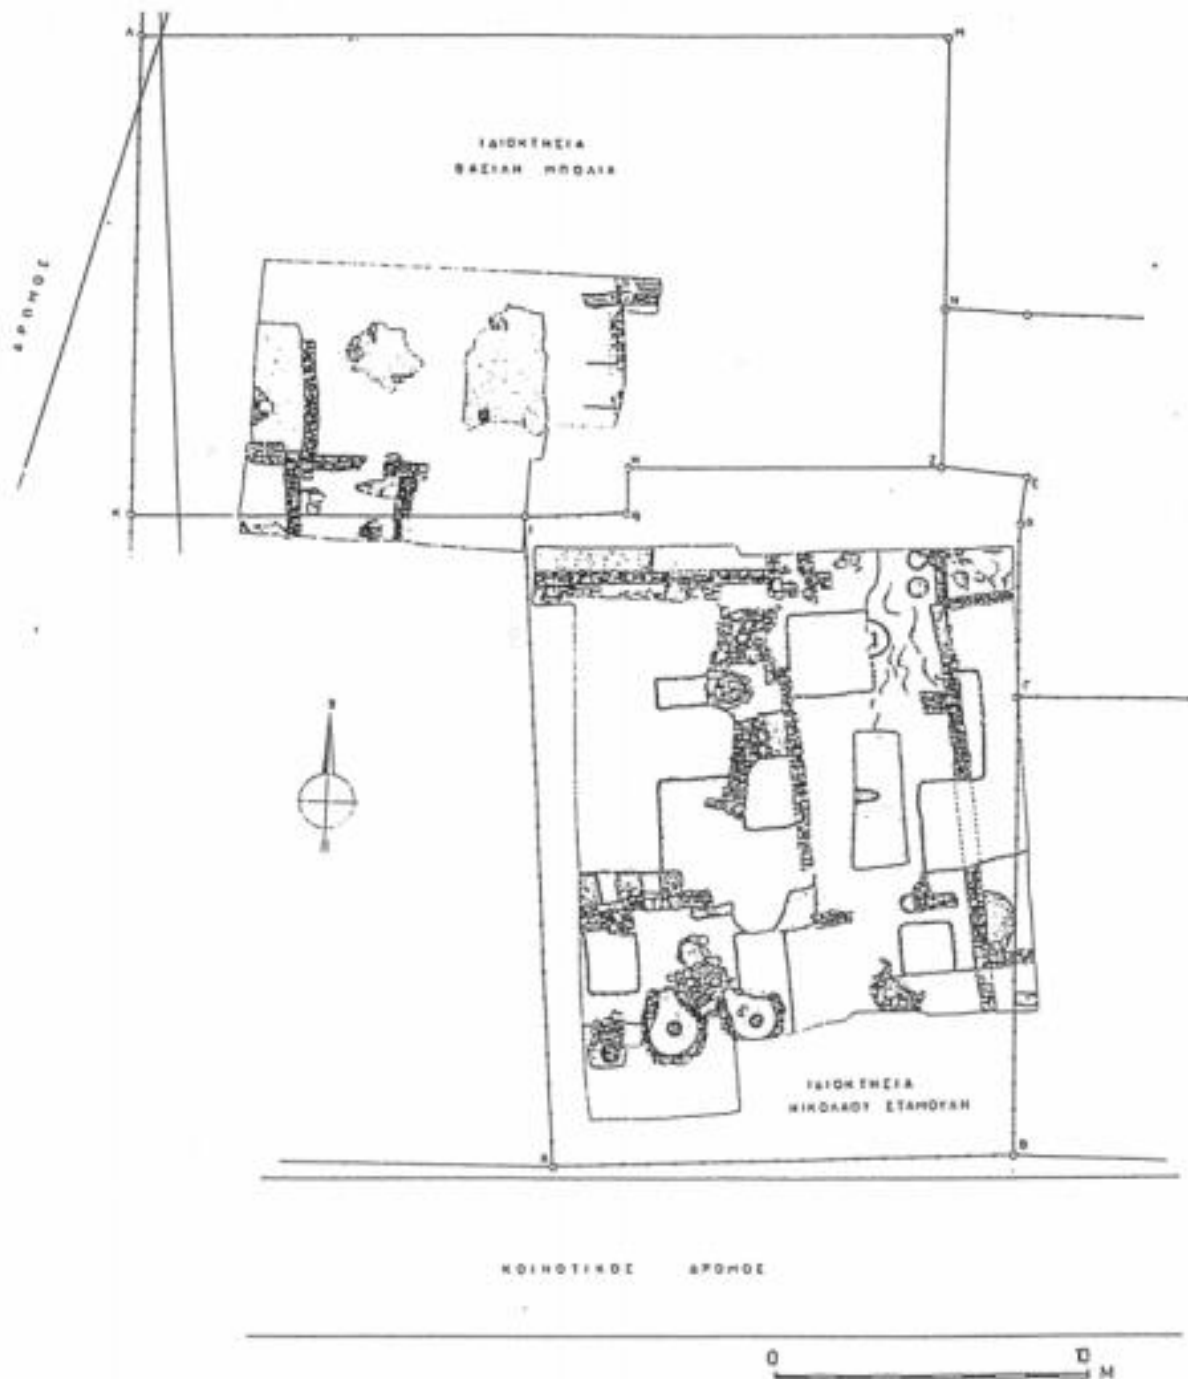 Λ
Μ
ΙΔΙΟΚΤΗΣΙΑ
ΒΑΣΙΛΗ ΜΠΟΛΙΑ
ΔΡΟΜΟΣ
Ν
Η
Ζ
Ε
Κ
Ι
Θ
Δ
Γ
Β
ΙΔΙΟΚΤΗΣΙΑ
ΝΙΚΟΛΑΟΥ ΣΤΑΜΟΥΛΗ
Α
Β
ΚΟΙΝΟΤΙΚΟΣ ΔΡΟΜΟΣ
0 10
Μ